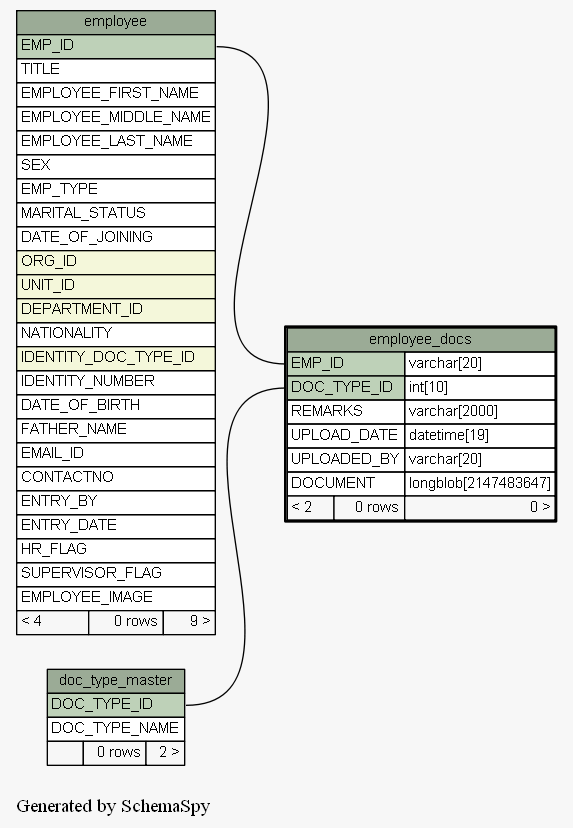 employee
EMP_ID
TITLE
EMPLOYEE_FIRST_NAME
EMPLOYEE_MIDDLE_NAME
EMPLOYEE_LAST_NAME
SEX
EMP_TYPE
MARITAL_STATUS
DATE_OF_JOINING
ORG_ID
UNIT_ID
DEPARTMENT_ID
NATIONALITY
IDENTITY_DOC_TYPE_ID
IDENTITY_NUMBER
DATE_OF_BIRTH
FATHER_NAME
EMAIL_ID
CONTACTNO
ENTRY_BY
ENTRY_DATE
HR_FLAG
SUPERVISOR_FLAG
EMPLOYEE_IMAGE
< 4 0 rows 9 >
employee_docs
EMP_ID varchar[20]
DOC_TYPE_ID int[10]
REMARKS varchar[2000]
UPLOAD_DATE datetime[19]
UPLOADED_BY varchar[20]
DOCUMENT longblob[2147483647]
< 2 0 rows 0 >
doc_type_master
DOC_TYPE_ID
DOC_TYPE_NAME
0 rows 2 >
Generated by SchemaSpy